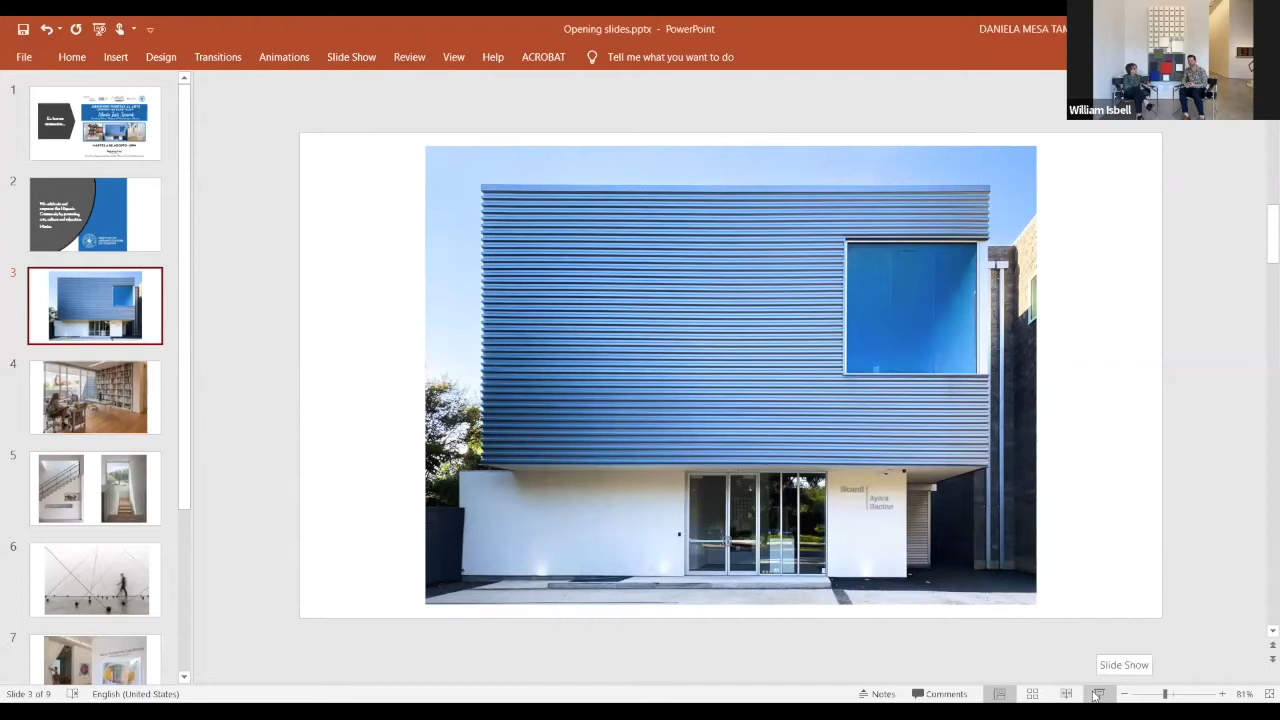 Opening slides.pptx - PowerPoint
DANIELA MESA TAM
File Home Insert Design Transitions Animations Slide Show Review View Help ACROBAT Tell me what you want to do
William Isbell
1
2
3
4
5
6
7
Sicardi
Ayers
Bacino
Slide Show
Slide 3 of 9 English (United States) Notes Comments 81%